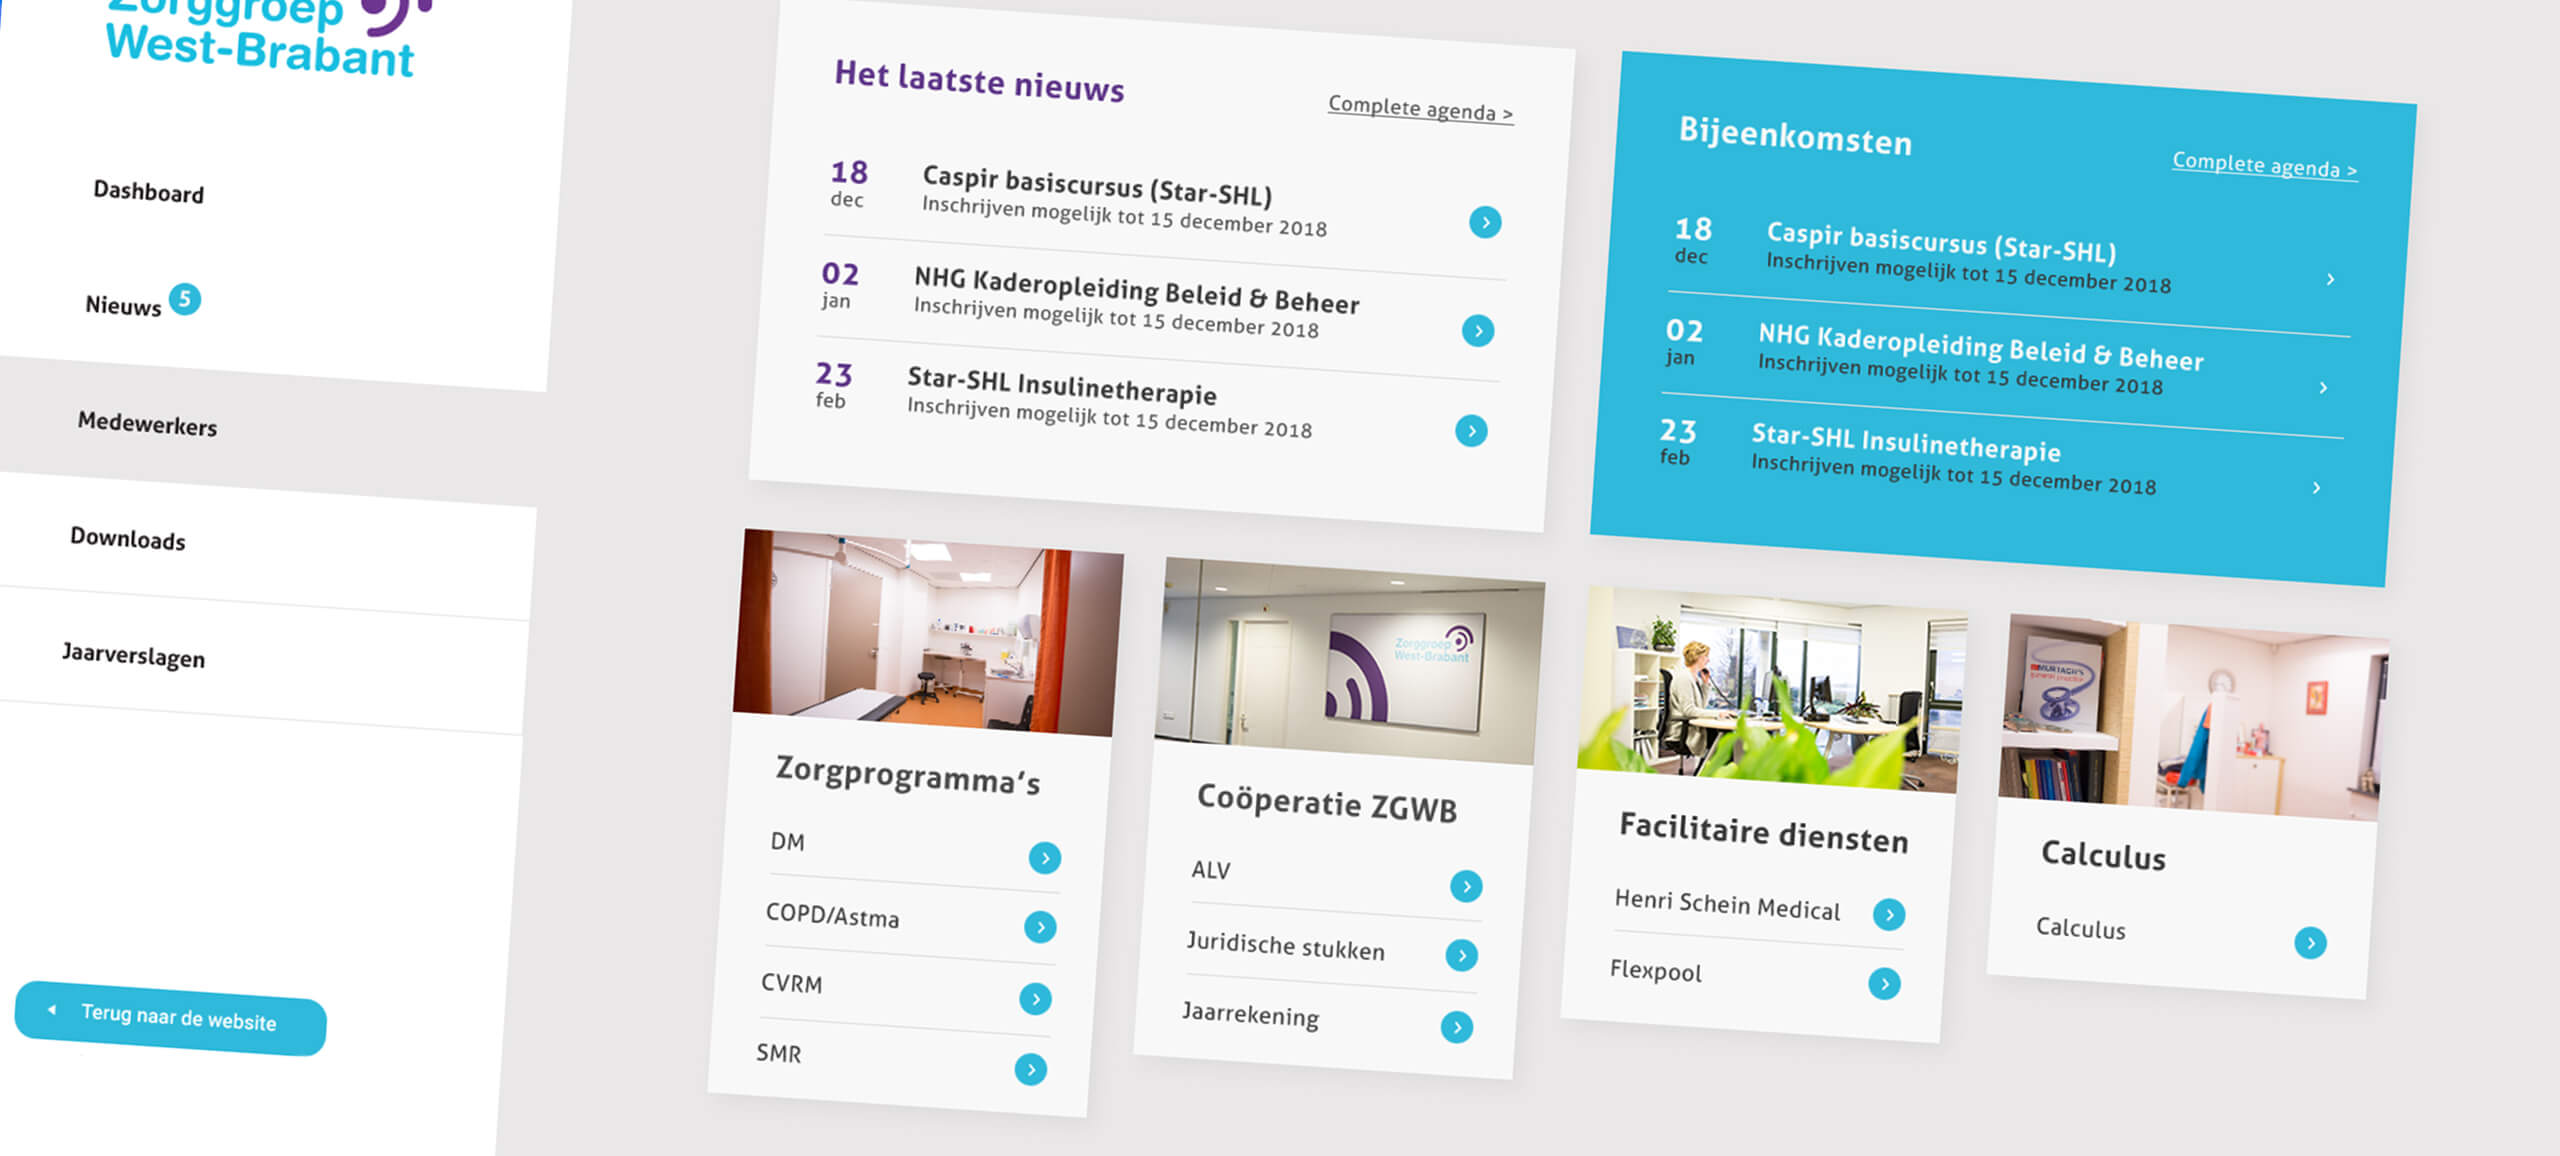 Zorggroep
West-Brabant
Dashboard
Nieuws 5
Medewerkers
Downloads
Jaarverslagen
Terug naar de website
Het laatste nieuws
Complete agenda >
18
dec
Caspir basiscursus (Star-SHL)
Inschrijven mogelijk tot 15 december 2018
02
jan
NHG Kaderopleiding Beleid & Beheer
Inschrijven mogelijk tot 15 december 2018
23
feb
Star-SHL Insulinetherapie
Inschrijven mogelijk tot 15 december 2018
Bijeenkomsten
Complete agenda >
18
dec
Caspir basiscursus (Star-SHL)
Inschrijven mogelijk tot 15 december 2018
02
jan
NHG Kaderopleiding Beleid & Beheer
Inschrijven mogelijk tot 15 december 2018
23
feb
Star-SHL Insulinetherapie
Inschrijven mogelijk tot 15 december 2018
Zorgprogramma's
DM
COPD/Astma
CVRM
SMR
Zorggroep
West-Brabant
Coöperatie ZGWB
ALV
Juridische stukken
Jaarrekening
Facilitaire diensten
Henri Schein Medical
Flexpool
MURTAGH'S
Calculus
Calculus